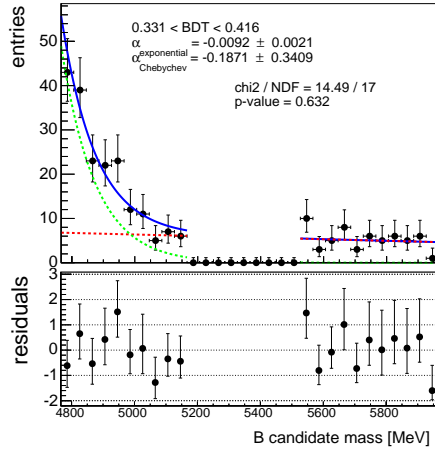 entries
50
40
30
20
10
0
0.331 < BDT < 0.416
α exponential = -0.0092 ± 0.0021
α Chebychev = -0.1871 ± 0.3409
chi2 / NDF = 14.49 / 17
p-value = 0.632
residuals
3
2
1
0
-1
-2
4800 5000 5200 5400 5600 5800
B candidate mass [MeV]